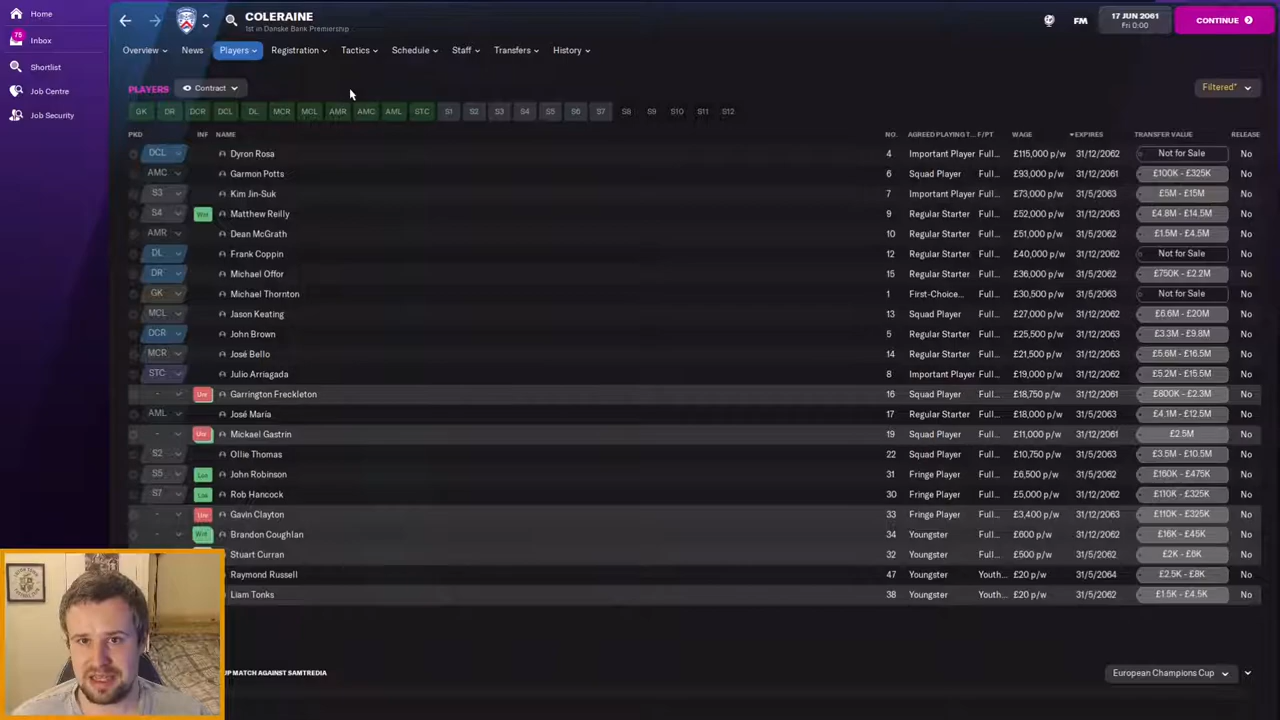 Home
COLERAINE
1st in Danske Bank Premiership
FM
17 JUN 2061
Fri 0:00
CONTINUE
75
Inbox
Shortlist
Job Centre
Job Security
Overview
News
Players
Registration
Tactics
Schedule
Staff
Transfers
History
PLAYERS
Contract
Filtered*
GK DR DCR DCL DL MCR MCL AMR AMC AML STC S1 S2 S3 S4 S5 S6 S7 S8 S9 S10 S11 S12
PKD INF NAME NO. AGREED PLAYING T... F/PT WAGE EXPIRES TRANSFER VALUE RELEASE
DCL Dyron Rosa 4 Important Player Full... £115,000 p/w 31/12/2062 Not for Sale No
AMC Garmon Potts 6 Squad Player Full... £93,000 p/w 31/12/2061 £100K - £325K No
S3 Kim Jin-Suk 7 Important Player Full... £73,000 p/w 31/5/2063 £5M - £15M No
S4 Wnt Matthew Reilly 9 Regular Starter Full... £52,000 p/w 31/12/2063 £4.8M - £14.5M No
AMR Dean McGrath 10 Regular Starter Full... £51,000 p/w 31/5/2062 £1.5M - £4.5M No
DL Frank Coppin 12 Regular Starter Full... £40,000 p/w 31/12/2062 Not for Sale No
DR Michael Offor 15 Regular Starter Full... £36,000 p/w 31/5/2062 £750K - £2.2M No
GK Michael Thornton 1 First-Choice... Full... £30,500 p/w 31/5/2063 Not for Sale No
MCL Jason Keating 13 Squad Player Full... £27,000 p/w 31/12/2062 £6.6M - £20M No
DCR John Brown 5 Regular Starter Full... £25,500 p/w 31/12/2063 £3.3M - £9.8M No
MCR José Bello 14 Regular Starter Full... £21,500 p/w 31/12/2063 £5.6M - £16.5M No
STC Julio Arriagada 8 Important Player Full... £19,000 p/w 31/12/2062 £5.2M - £15.5M No
- Unr Garrington Freckleton 16 Squad Player Full... £18,750 p/w 31/12/2061 £800K - £2.3M No
AML José Maria 17 Regular Starter Full... £18,000 p/w 31/5/2063 £4.1M - £12.5M No
- Unr Mickael Gastrin 19 Squad Player Full... £11,000 p/w 31/12/2061 £2.5M No
S2 Ollie Thomas 22 Squad Player Full... £10,750 p/w 31/12/2063 £3.5M - £10.5M No
S5 Loa John Robinson 31 Fringe Player Full... £6,500 p/w 31/5/2062 £160K - £475K No
S7 Loa Rob Hancock 30 Fringe Player Full... £5,000 p/w 31/12/2062 £110K - £325K No
- Unr Gavin Clayton 33 Fringe Player Full... £3,400 p/w 31/12/2063 £110K - £325K No
- Wnt Brandon Coughlan 34 Youngster Full... £600 p/w 31/12/2062 £16K - £45K No
Stuart Curran 32 Youngster Full... £500 p/w 31/5/2062 £2K - £6K No
Raymond Russell 47 Youngster Youth... £20 p/w 31/5/2064 £2.5K - £8K No
Liam Tonks 38 Youngster Youth... £20 p/w 31/5/2062 £1.5K - £4.5K No
UP MATCH AGAINST SAMTREDIA
European Champions Cup